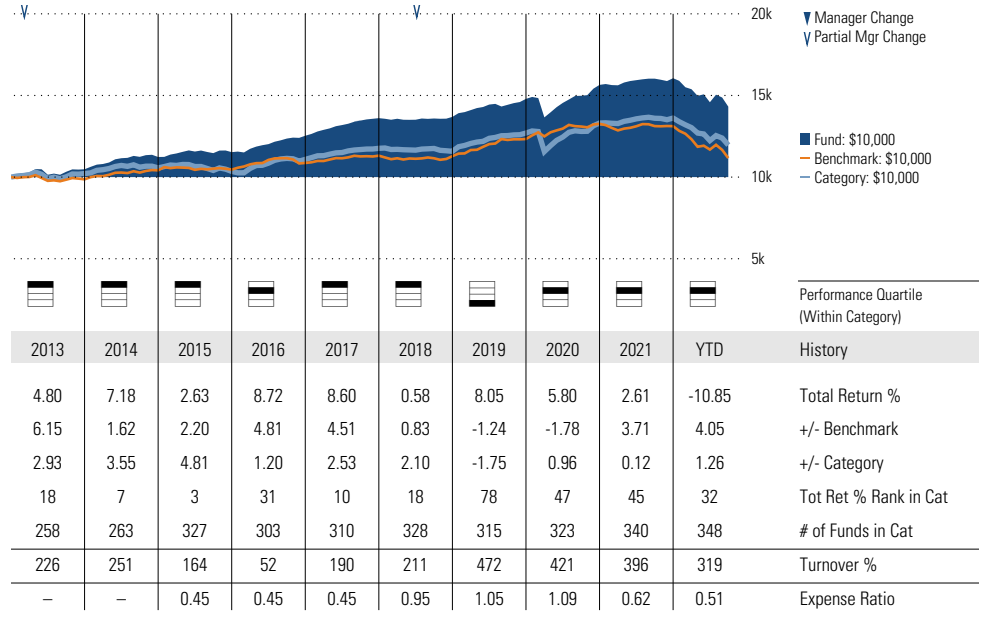 20k
Manager Change
Partial Mgr Change
15k
Fund: $10,000
Benchmark: $10,000
Category: $10,000
10k
5k
Performance Quartile
(Within Category)
2013 2014 2015 2016 2017 2018 2019 2020 2021 YTD History
4.80 7.18 2.63 8.72 8.60 0.58 8.05 5.80 2.61 -10.85 Total Return %
6.15 1.62 2.20 4.81 4.51 0.83 -1.24 -1.78 3.71 4.05 +/- Benchmark
2.93 3.55 4.81 1.20 2.53 2.10 -1.75 0.96 0.12 1.26 +/- Category
18 7 3 31 10 18 78 47 45 32 Tot Ret % Rank in Cat
258 263 327 303 310 328 315 323 340 348 # of Funds in Cat
226 251 164 52 190 211 472 421 396 319 Turnover %
– – 0.45 0.45 0.45 0.95 1.05 1.09 0.62 0.51 Expense Ratio